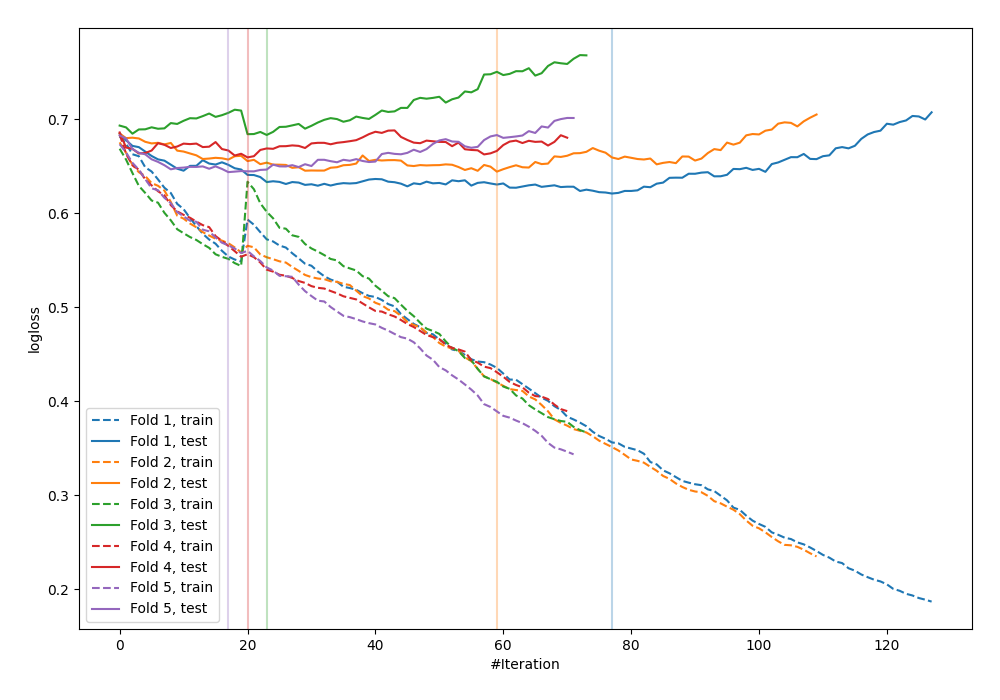 0.7
0.6
0.5
0.4
0.3
0.2
logloss
Fold 1, train
Fold 1, test
Fold 2, train
Fold 2, test
Fold 3, train
Fold 3, test
Fold 4, train
Fold 4, test
Fold 5, train
Fold 5, test
0 20 40 60 80 100 120
#Iteration